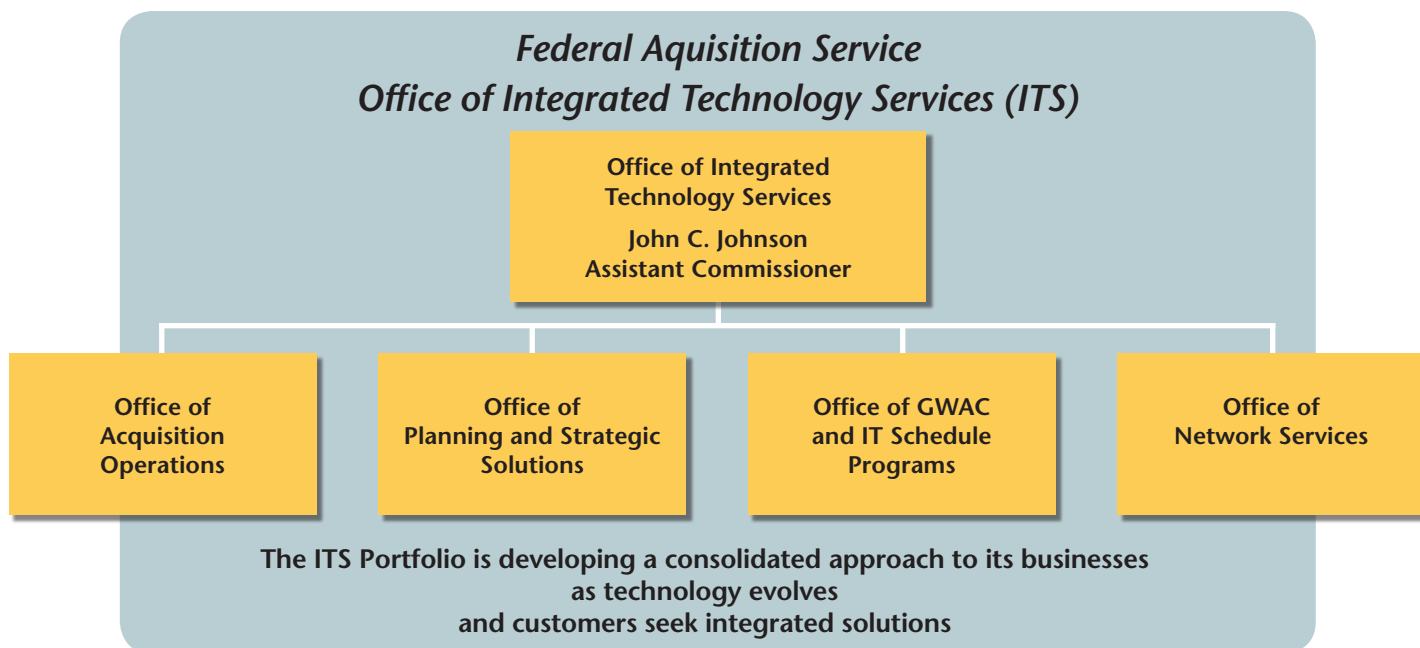 Federal Aquisition Service
Office of Integrated Technology Services (ITS)
Office of Integrated
Technology Services
John C. Johnson
Assistant Commissioner
Office of
Acquisition
Operations
Office of
Planning and Strategic
Solutions
Office of GWAC
and IT Schedule
Programs
Office of
Network Services
The ITS Portfolio is developing a consolidated approach to its businesses
as technology evolves
and customers seek integrated solutions